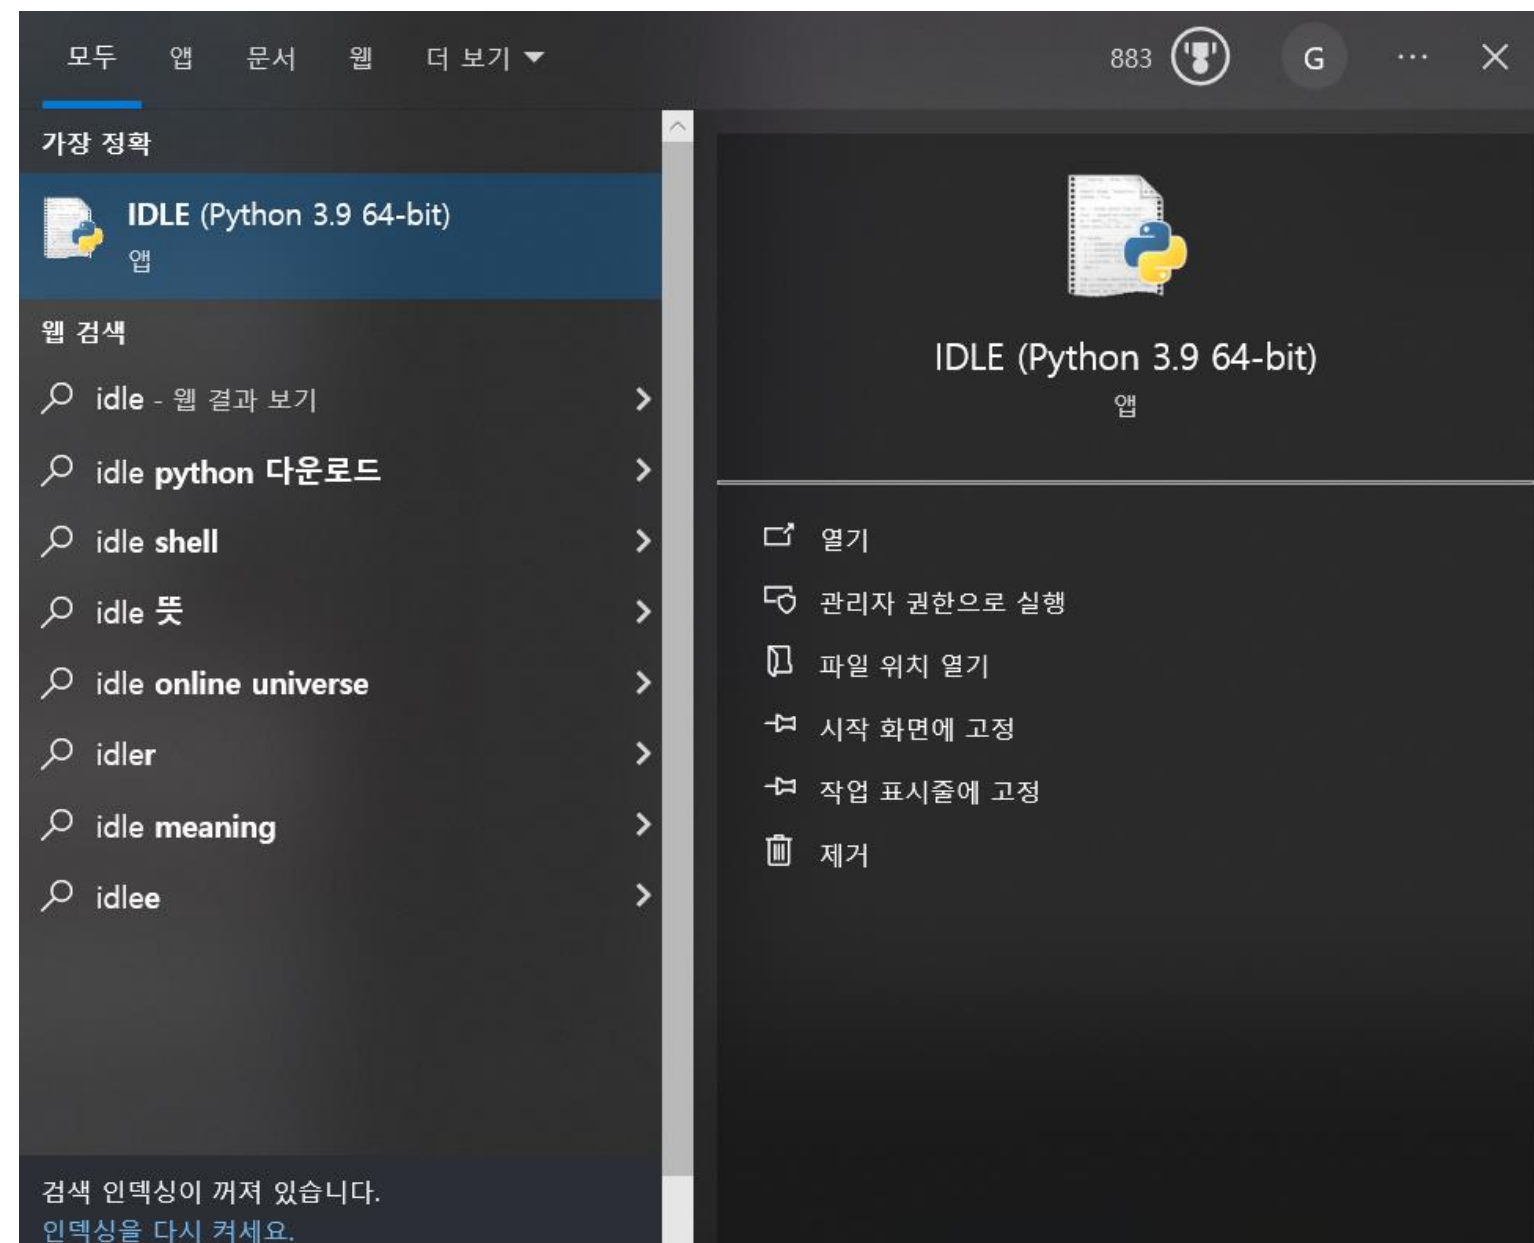 모두 앱 문서 웹 더 보기 883 G ···
가장 정확
IDLE (Python 3.9 64-bit)
앱
웹 검색
idle - 웹 결과 보기
idle python 다운로드
idle shell
idle 뜻
idle online universe
idler
idle meaning
idlee
검색 인덱싱이 꺼져 있습니다.
인덱싱을 다시 켜세요.
IDLE (Python 3.9 64-bit)
앱
열기
관리자 권한으로 실행
파일 위치 열기
시작 화면에 고정
작업 표시줄에 고정
제거